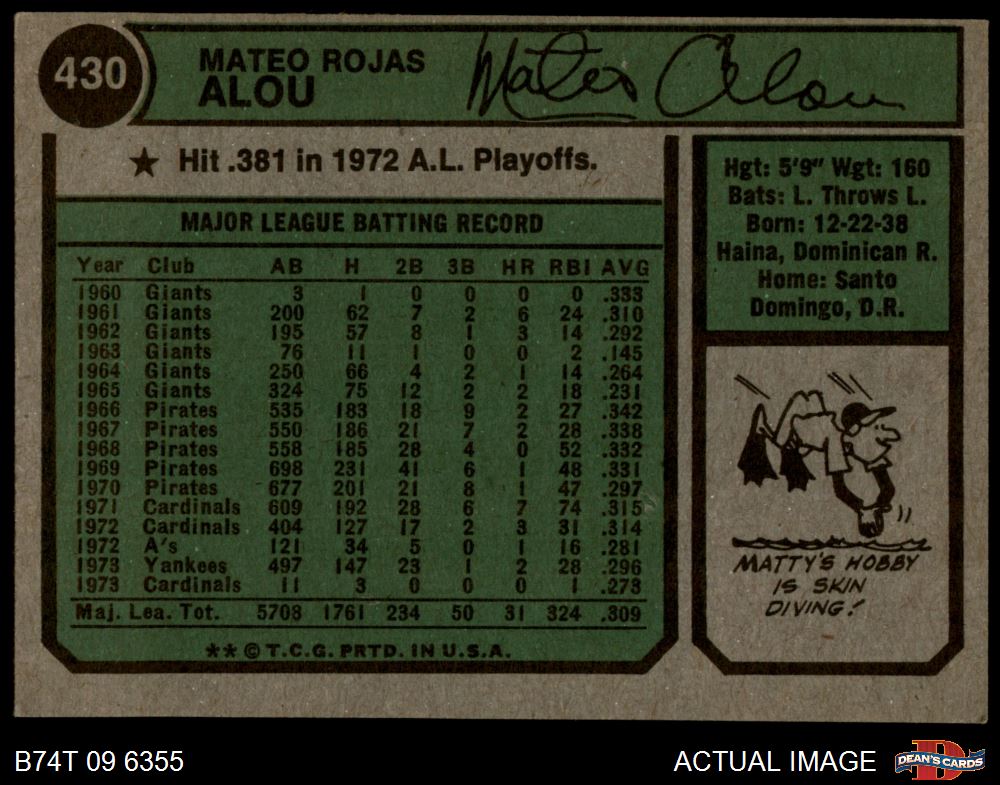 430
MATEO ROJAS
ALOU
Mateo Alou
★ Hit .381 in 1972 A.L. Playoffs.
MAJOR LEAGUE BATTING RECORD
Year Club AB H 2B 3B HR RBI AVG
1960 Giants 3 1 0 0 0 0 .333
1961 Giants 200 62 7 2 6 24 .310
1962 Giants 195 57 8 1 3 14 .292
1963 Giants 76 11 1 0 0 2 .145
1964 Giants 250 66 4 2 1 14 .264
1965 Giants 324 75 12 2 2 18 .231
1966 Pirates 535 183 18 9 2 27 .342
1967 Pirates 550 186 21 7 2 28 .338
1968 Pirates 558 185 28 4 0 52 .332
1969 Pirates 698 231 41 6 1 48 .331
1970 Pirates 677 201 21 8 1 47 .297
1971 Cardinals 609 192 28 6 7 74 .315
1972 Cardinals 404 127 17 2 3 31 .314
1972 A's 121 34 5 0 1 16 .281
1973 Yankees 497 147 23 1 2 28 .296
1973 Cardinals 11 3 0 0 0 1 .273
Maj. Lea. Tot. 5708 1761 234 50 31 324 .309
** © T.C.G. PRTD. IN U.S.A.
Hgt: 5'9" Wgt: 160
Bats: L. Throws L.
Born: 12-22-38
Haina, Dominican R.
Home: Santo
Domingo, D.R.
MATTY'S HOBBY
IS SKIN
DIVING!
B74T 09 6355
ACTUAL IMAGE
D
DEAN'S CARDS